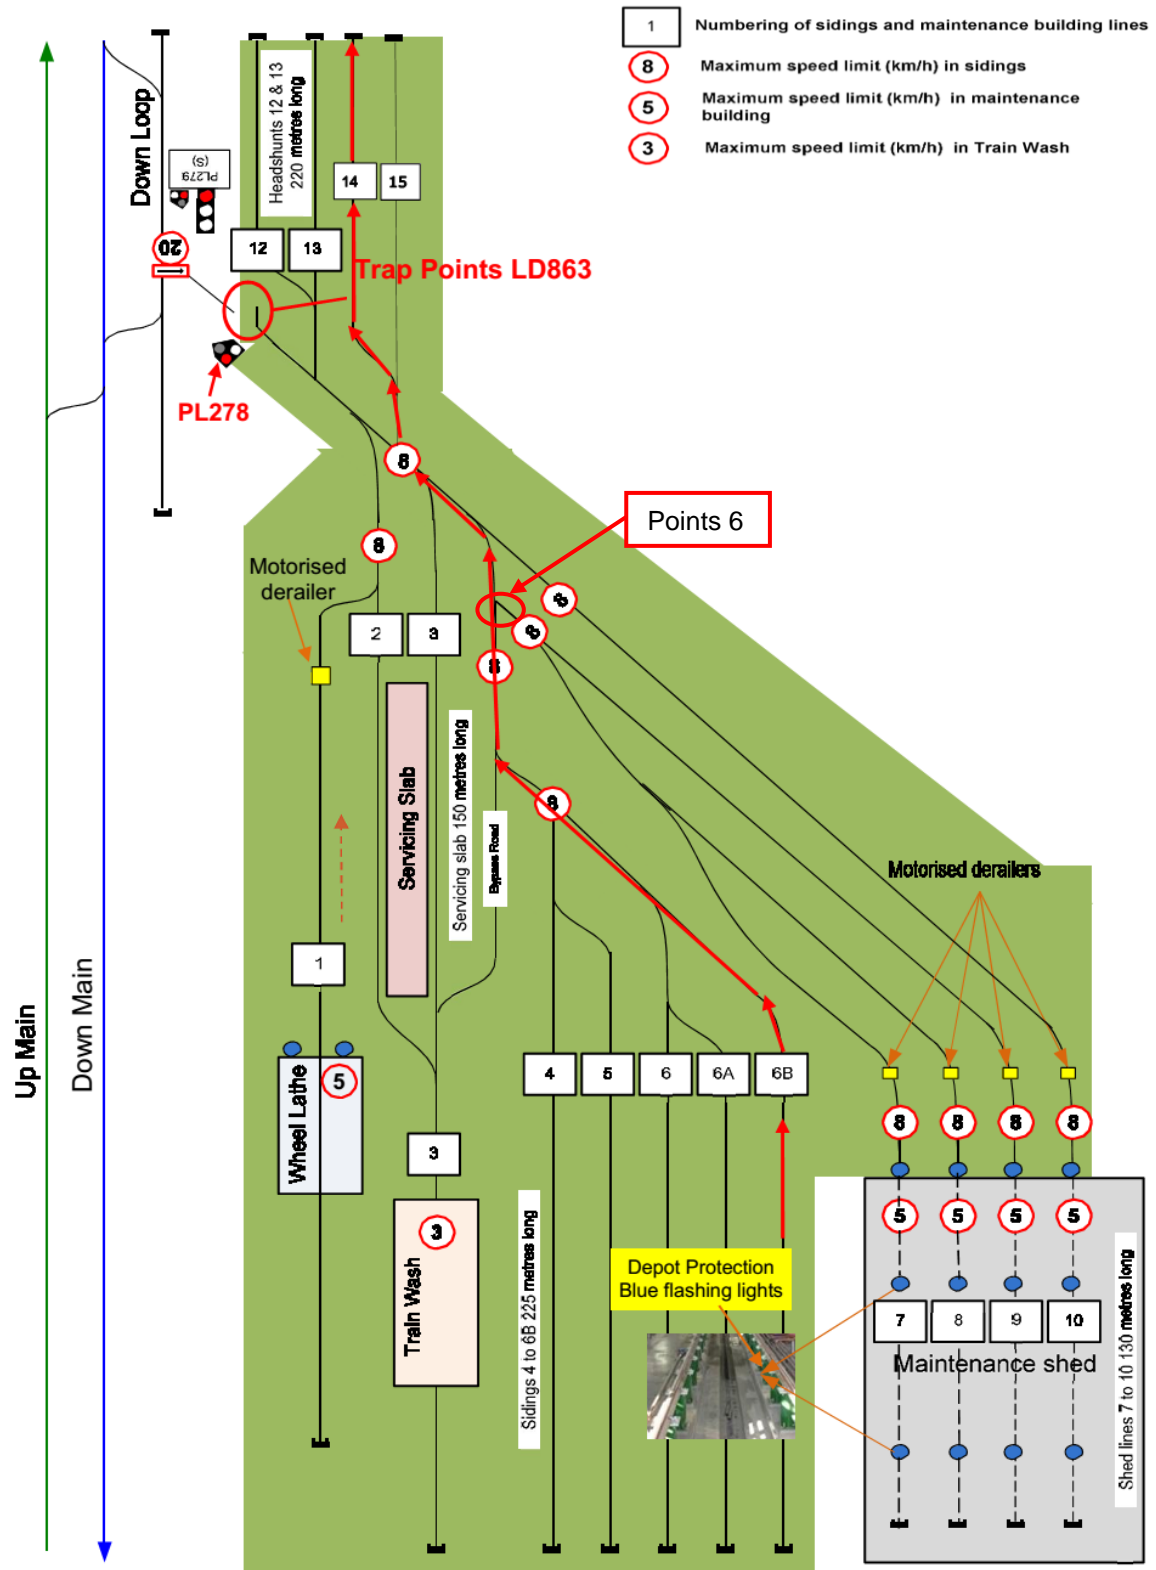 1 Numbering of sidings and maintenance building lines
8 Maximum speed limit (km/h) in sidings
5 Maximum speed limit (km/h) in maintenance
building
3 Maximum speed limit (km/h) in Train Wash
Down Loop
PL279
(S)
Headshunts 12 & 13
220 metres long
14
15
12
13
20
Trap Points LD863
PL278
8
Points 6
8
Motorised
derailer
8
8
2
3
8
Servicing Slab
Servicing slab 150 metres long
Bypass Road
8
Motorised derailers
1
Up Main
Down Main
Wheel Lathe
5
4
5
6
6A
6B
8
8
8
8
3
Train Wash
3
Sidings 4 to 6B 225 metres long
5
5
5
5
Depot Protection
Blue flashing lights
7
8
9
10
Maintenance shed
Shed lines 7 to 10 130 metres long